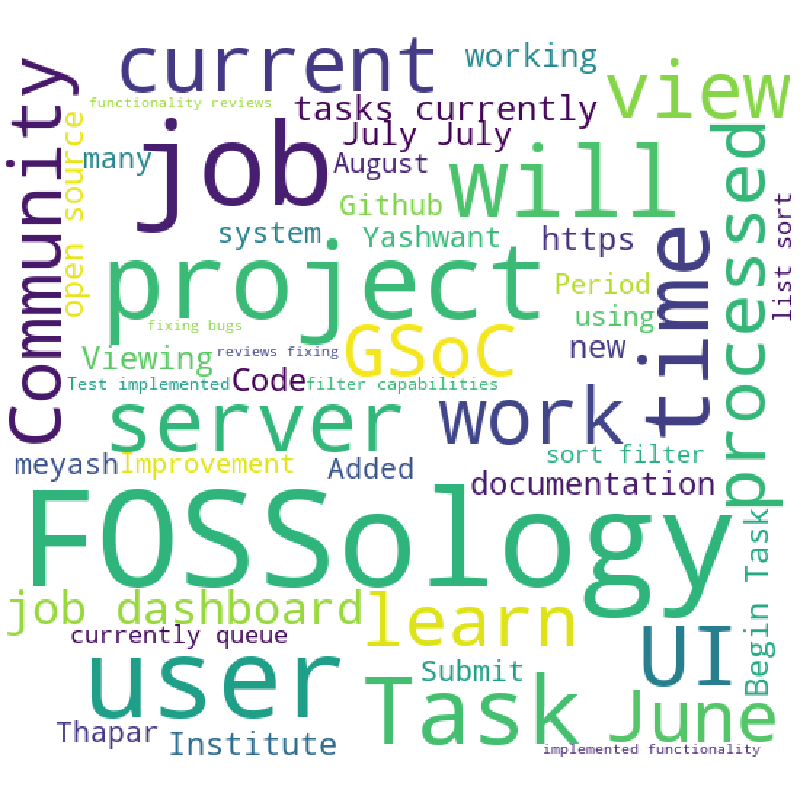 current
working
view
functionality reviews
tasks currently
July July
job
many
August
will
Community
open source
Github
system
Yashwant
https
processed
list sort
time
project
Period
using
fixing bugs
GSoC
new
Viewing
reviews fixing
Test implemented
Code
filter capabilities
server
work
sort filter
meyash
Improvement
Added
documentation
FOSSology
Begin Task
job dashboard
learn
currently queue
UI
user
Submit
Task
June
Thapar
Institute
implemented functionality